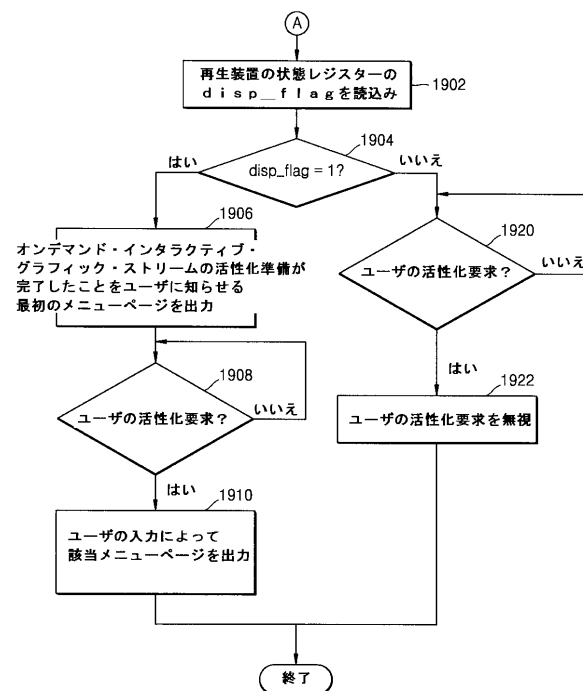 A
再生装置の状態レジスターの
disp_flagを読込み
1902
1904
disp_flag = 1?
はい
いいえ
1906
オンデマンド・インタラクティブ・
グラフィック・ストリームの活性化準備が
完了したことをユーザに知らせる
最初のメニューページを出力
1920
ユーザの活性化要求?
いいえ
はい
1908
ユーザの活性化要求?
いいえ
はい
1922
ユーザの活性化要求を無視
1910
ユーザの入力によって
該当メニューページを出力
終了